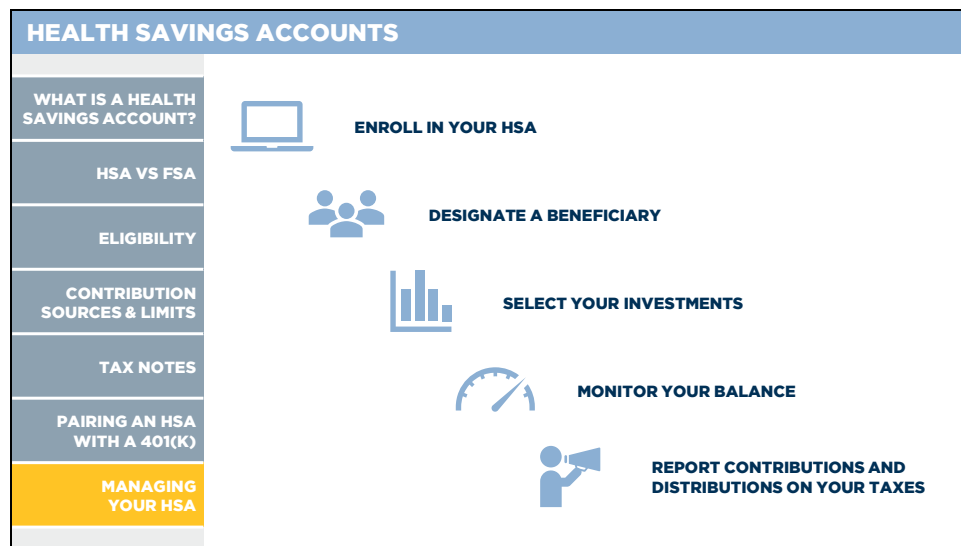 HEALTH SAVINGS ACCOUNTS
WHAT IS A HEALTH
SAVINGS ACCOUNT?
HSA VS FSA
ELIGIBILITY
CONTRIBUTION
SOURCES & LIMITS
TAX NOTES
PAIRING AN HSA
WITH A 401(K)
MANAGING
YOUR HSA
ENROLL IN YOUR HSA
DESIGNATE A BENEFICIARY
SELECT YOUR INVESTMENTS
MONITOR YOUR BALANCE
REPORT CONTRIBUTIONS AND
DISTRIBUTIONS ON YOUR TAXES